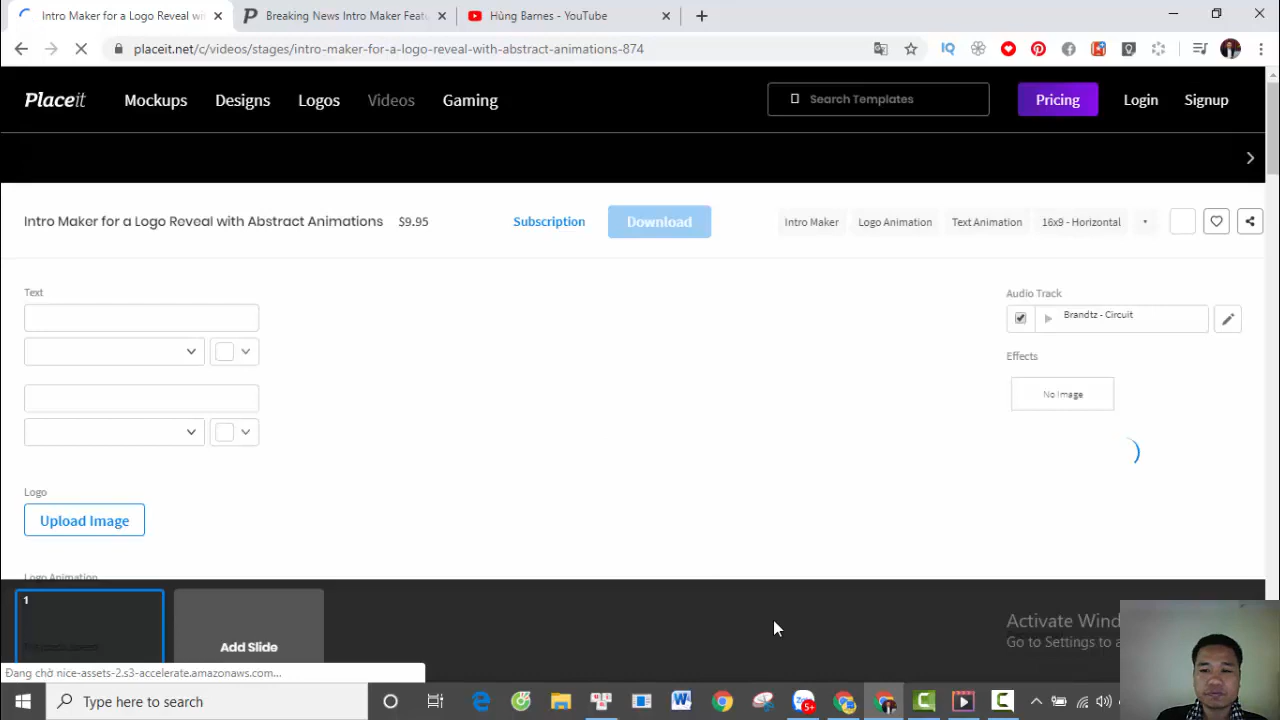 Intro Maker for a Logo Reveal wi
Breaking News Intro Maker Feat
Hùng Barnes - YouTube
placeit.net/c/videos/stages/intro-maker-for-a-logo-reveal-with-abstract-animations-874
Placeit
Mockups
Designs
Logos
Videos
Gaming
Search Templates
Pricing
Login
Signup
Intro Maker for a Logo Reveal with Abstract Animations
$9.95
Subscription
Download
Intro Maker
Logo Animation
Text Animation
16x9 - Horizontal
Text
Audio Track
Brandtz - Circuit
Effects
No Image
Logo
Upload Image
Logo Animation
1
Add Slide
Activate Wind
Go to Settings to a
Đang chờ nice-assets-2.s3-accelerate.amazonaws.com...
Type here to search
5+